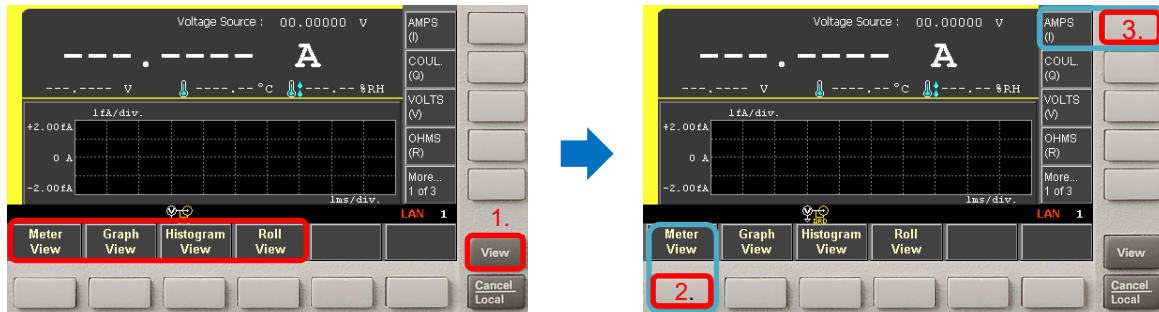 Voltage Source : 00.00000 V
---.---- A
---.---- V ----.-- °C ---.-- %RH
1fA/div.
+2.00fA
0 A
-2.00fA
1ms/div.
AMPS
(I)
COUL.
(Q)
VOLTS
(V)
OHMS
(R)
More...
1 of 3
V
GRD
LAN 1
1.
Meter
View
Graph
View
Histogram
View
Roll
View
View
Cancel
Local
Voltage Source : 00.00000 V
---.---- A
---.---- V ----.-- °C ---.-- %RH
1fA/div.
+2.00fA
0 A
-2.00fA
1ms/div.
AMPS
(I)
3.
COUL.
(Q)
VOLTS
(V)
OHMS
(R)
More...
1 of 3
V
GRD
LAN 1
Meter
View
Graph
View
Histogram
View
Roll
View
View
2.
Cancel
Local